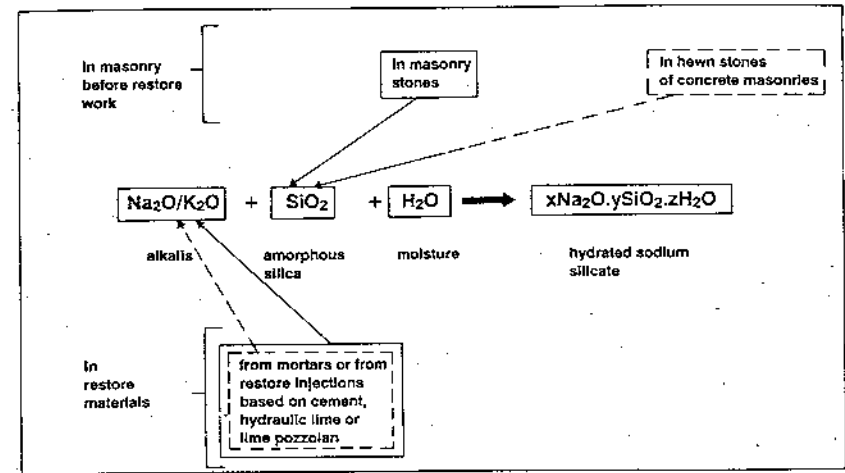 In masonry
before restore
work
In masonry
stones
In hewn stones
of concrete masonries
Na₂O/K₂O + SiO₂ + H₂O → xNa₂O.ySiO₂.zH₂O
alkalis
amorphous
silica
moisture
hydrated sodium
silicate
In
restore
materials
from mortars or from
restore injections
based on cement,
hydraulic lime or
lime pozzolan